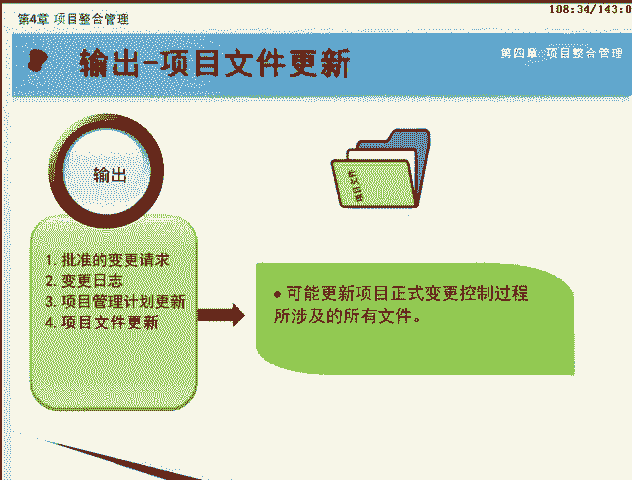 第4章 项目整合管理
108:34/143:0
输出-项目文件更新
第四章 项目整合管理
输出
1. 批准的变更请求
2. 变更日志
3. 项目管理计划更新
4. 项目文件更新
• 可能更新项目正式变更控制过程
所涉及的所有文件。